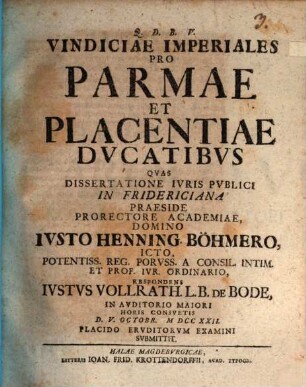 3.
Q. D. B. V.
VINDICIAE IMPERIALES
PRO
PARMAE
ET
PLACENTIAE
DVCATIBVS
QVAS
DISSERTATIONE IVRIS PVBLICI
IN FRIDERICIANA
PRAESIDE
PRORECTORE ACADEMIAE,
DOMINO
IVSTO HENNING. BÖHMERO,
ICTO,
POTENTISS. REG. PORVSS. A CONSIL. INTIM.
ET PROF. IVR. ORDINARIO,
RESPONDENS
IVSTVS VOLLRATH. L. B. DE BODE,
IN AVDITORIO MAIORI
HORIS CONSVETIS
D. V. OCTOBR. M DCC XXII.
PLACIDO ERVDITORVM EXAMINI
SVBMITTIT.
HALAE MAGDEBVRGICAE,
LITTERIS IOAN. FRID. KROTTENDORFFII, ACAD. TYPOGR.